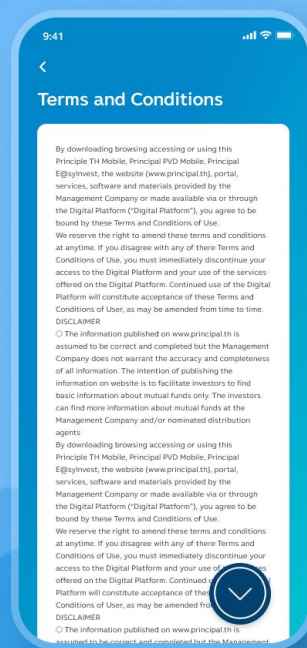 9:41
Terms and Conditions
By downloading browsing accessing or using this
Principle TH Mobile, Principal PVD Mobile, Principal
E@syInvest, the website (www.principal.th), portal,
services, software and materials provided by the
Management Company or made available via or through
the Digital Platform (“Digital Platform”), you agree to be
bound by these Terms and Conditions of Use.
We reserve the right to amend these terms and conditions
at anytime. If you disagree with any of there Terms and
Conditions of Use, you must immediately discontinue your
access to the Digital Platform and your use of the services
offered on the Digital Platform. Continued use of the Digital
Platform will constitute acceptance of these Terms and
Conditions of User, as may be amended from time to time.
DISCLAIMER
○ The information published on www.principal.th is
assumed to be correct and completed but the Management
Company does not warrant the accuracy and completeness
of all information. The intention of publishing the
information on website is to facilitate investors to find
basic information about mutual funds only. The investors
can find more information about mutual funds at the
Management Company and/or nominated distribution
agents
By downloading browsing accessing or using this
Principle TH Mobile, Principal PVD Mobile, Principal
E@syInvest, the website (www.principal.th), portal,
services, software and materials provided by the
Management Company or made available via or through
the Digital Platform (“Digital Platform”), you agree to be
bound by these Terms and Conditions of Use.
We reserve the right to amend these terms and conditions
at anytime. If you disagree with any of there Terms and
Conditions of Use, you must immediately discontinue your
access to the Digital Platform and your use of
offered on the Digital Platform. Continued
Platform will constitute acceptance of these
Conditions of User, as may be amended
DISCLAIMER
○ The information published on www.principal.th is
assumed to be correct and completed but the Management